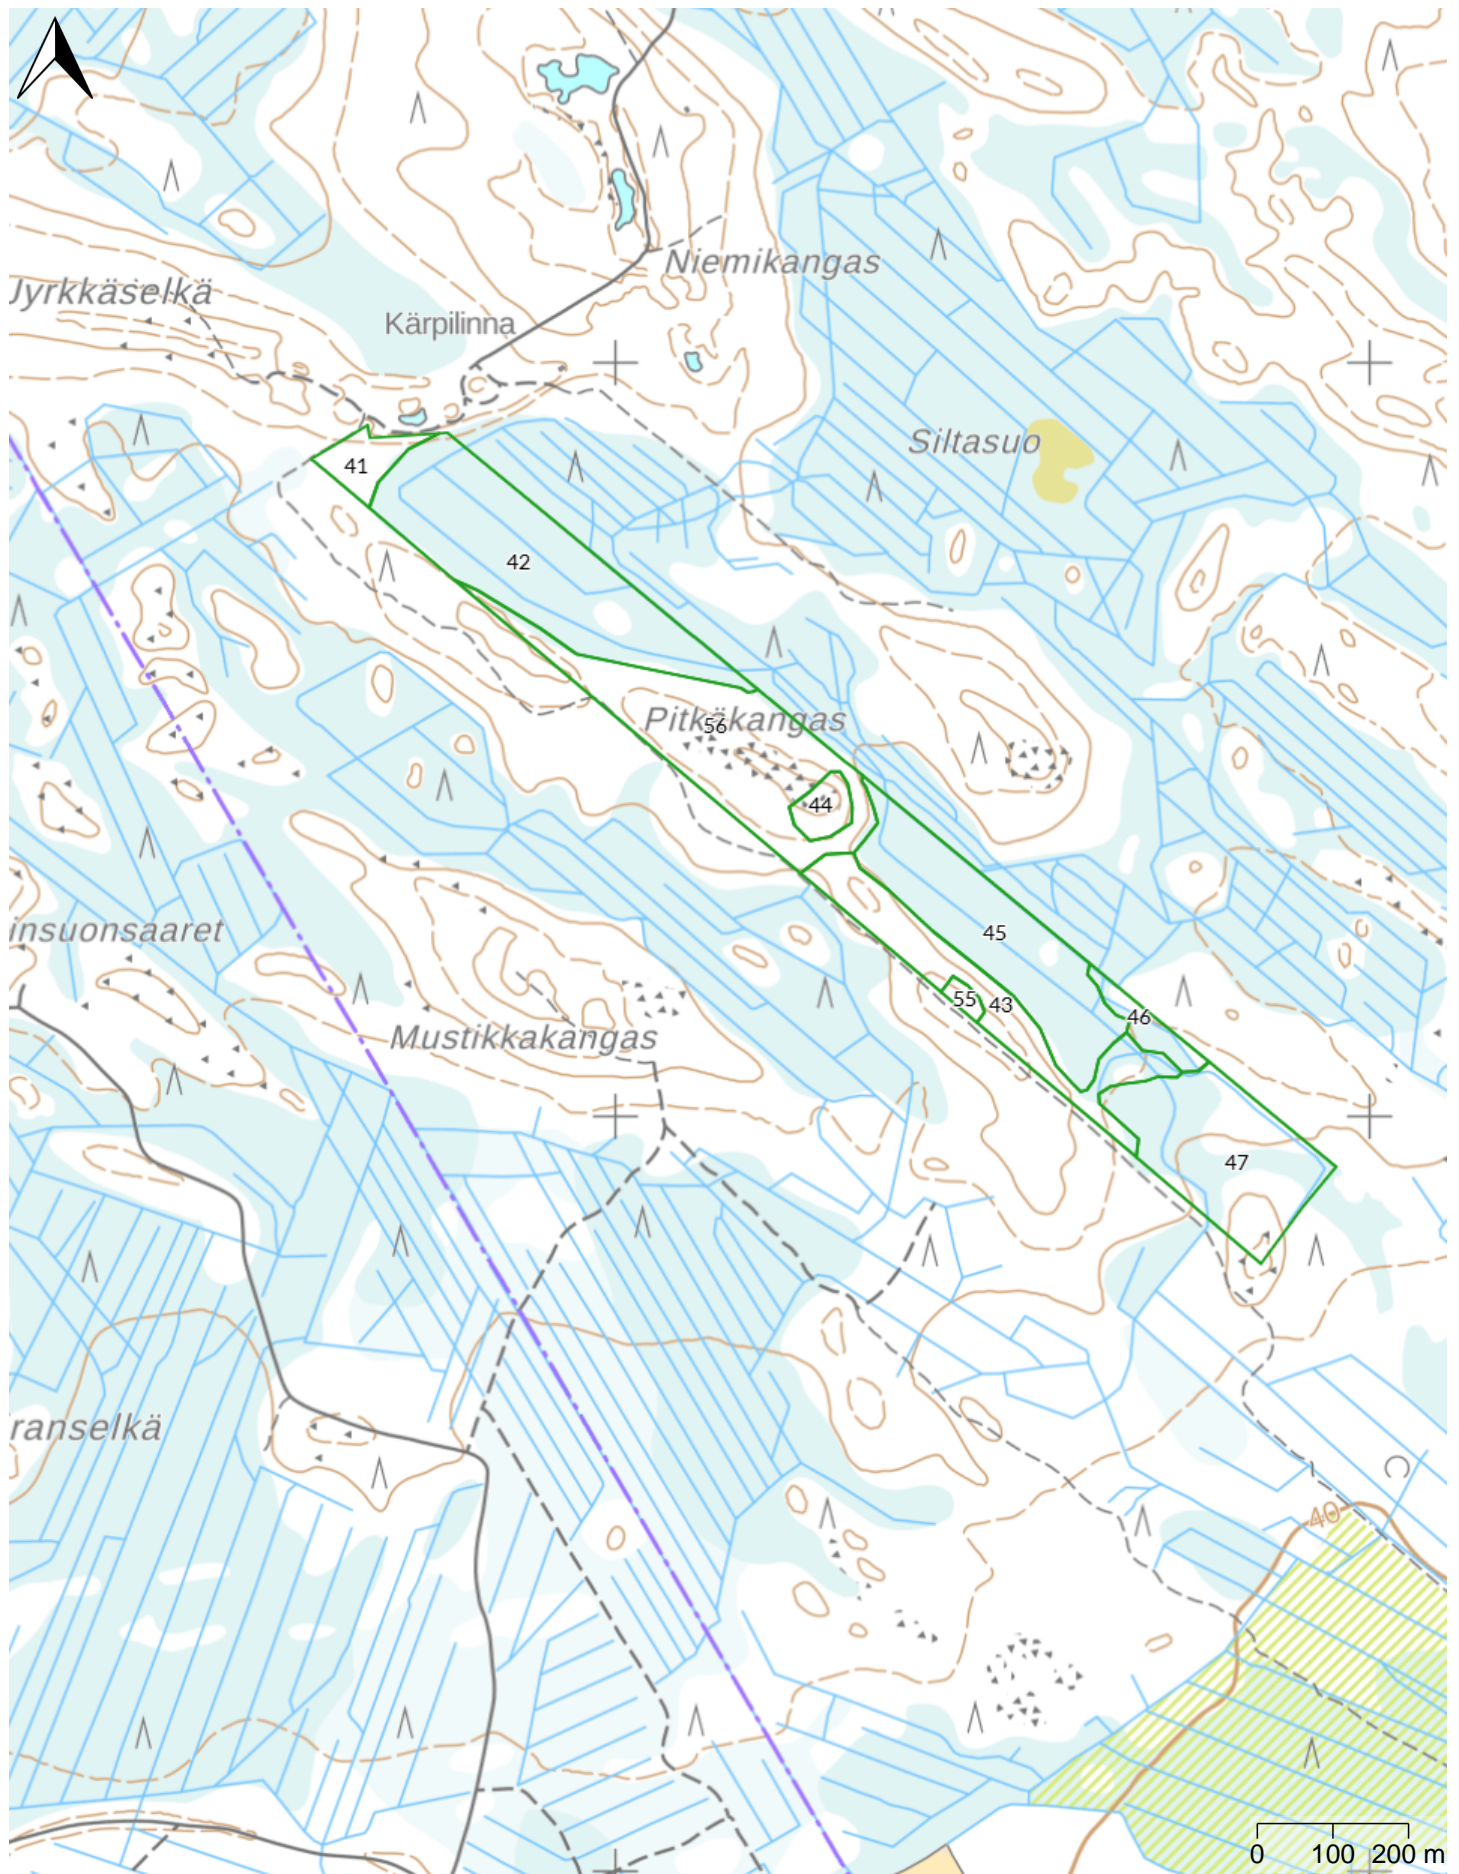 Niemikangas
Jyrkkäselkä
Kärpilinna
Siltasuo
41
42
Pitkäkangas
56
44
insuonsaaret
45
55
43
46
Mustikkakangas
47
ranselkä
40
0 100 200 m